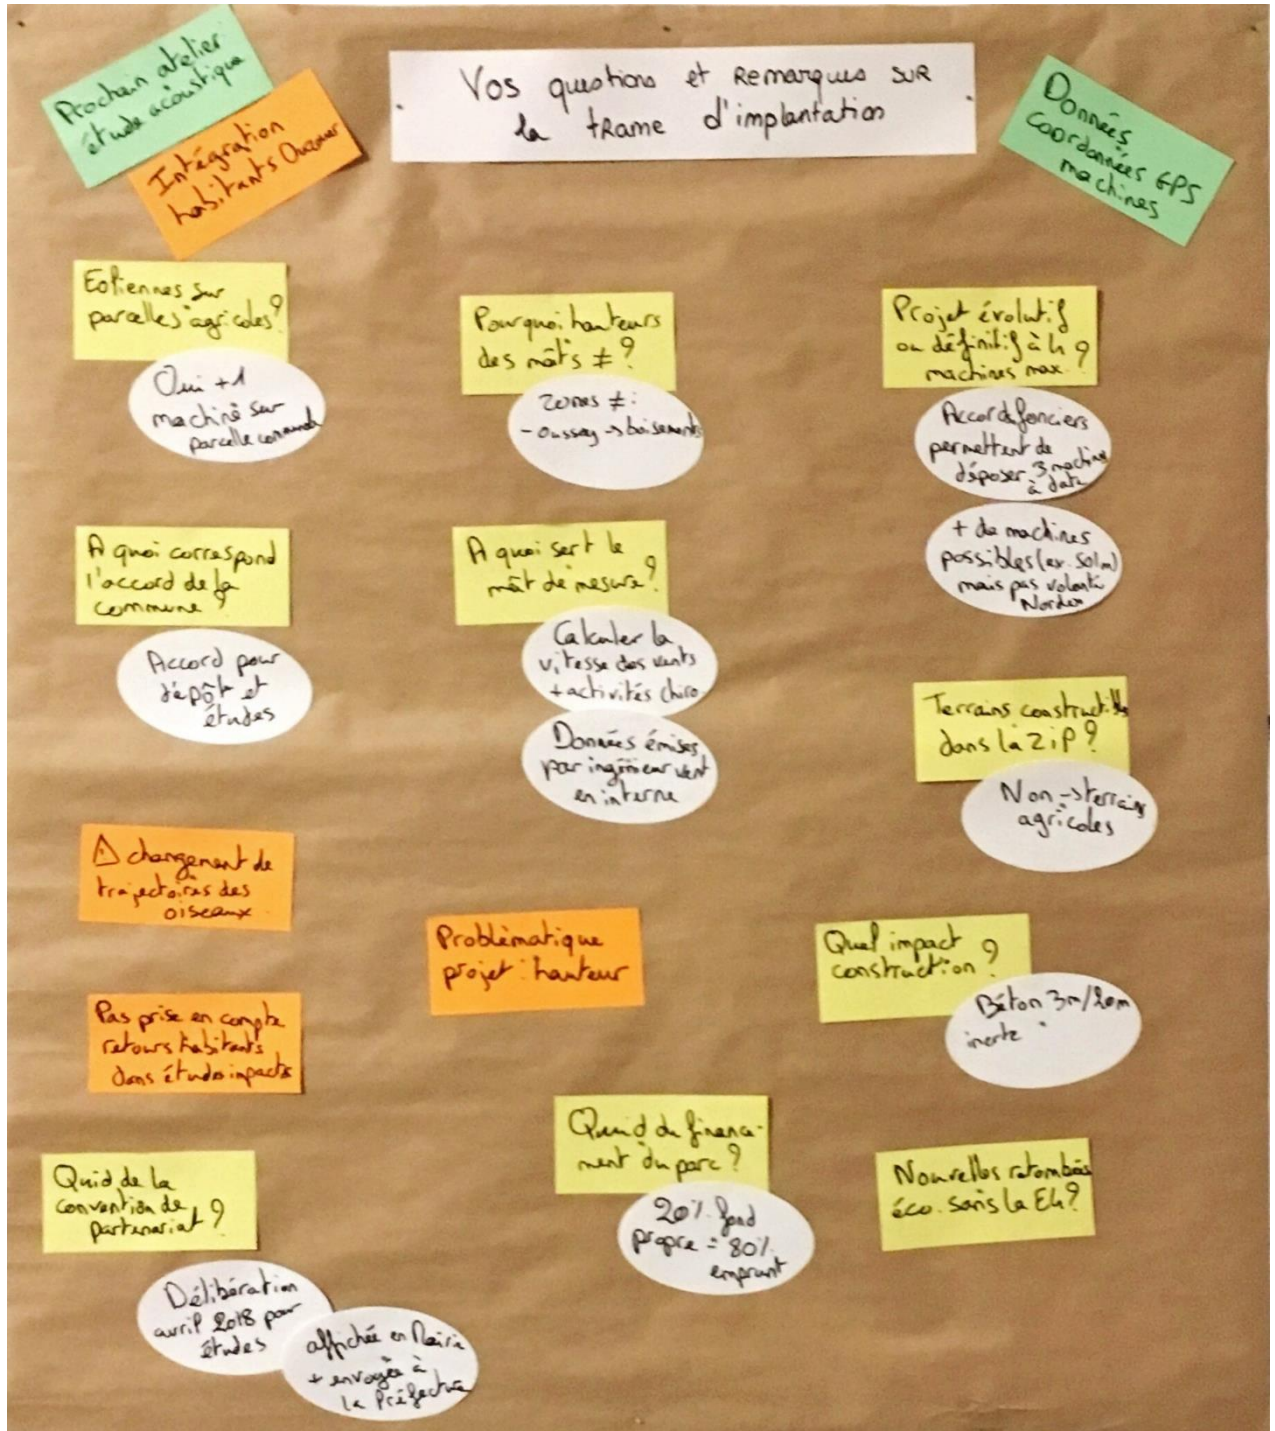 Prochain atelier
étude acoustique
Intégration
habitants Ouzouer
Vos questions et Remarques SUR
la tRame d'implantation
Données
coordonnées GPS
machines
Eoliennes sur
parcelles agricoles ?
Oui + 1
machine sur
parcelle communale
Pourquoi hauteurs
des mâts ≠ ?
zones ≠ :
- oussoy -> boisements
Projet évolutif
ou définitif à 4
machines max ?
Accords fonciers
permettent de
déposer 3 machines
à date
+ de machines
possibles (ex. 50m)
mais pas volonté
Nordex
A quoi correspond
l'accord de la
commune ?
Accord pour
dépôt et
études
A quoi sert le
mât de mesure ?
Calculer la
vitesse des vents
+ activités chiro.
Données émises
par ingénieur vent
en interne
Terrains constructibles
dans la ZiP ?
Non -> terrains
agricoles
⚠ changement de
trajectoires des
oiseaux
Problématique
projet : hauteur
Quel impact
construction ?
Béton 3m/20m
inerte
Pas prise en compte
retours habitants
dans études impacts
Quid du finance-
ment du parc ?
20% fond
propre = 80%
emprunt
Nouvelles retombées
éco. sans la E4 ?
Quid de la
convention de
partenariat ?
Délibération
avril 2018 pour
études
affichée en Mairie
+ envoyée à
la Préfecture